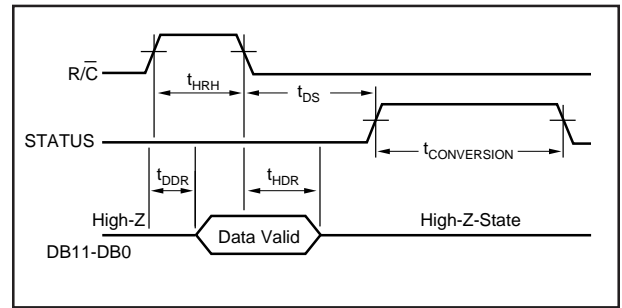 R/C̅
t_HRH
t_DS
STATUS
t_CONVERSION
t_DDR
t_HDR
High-Z
Data Valid
High-Z-State
DB11-DB0